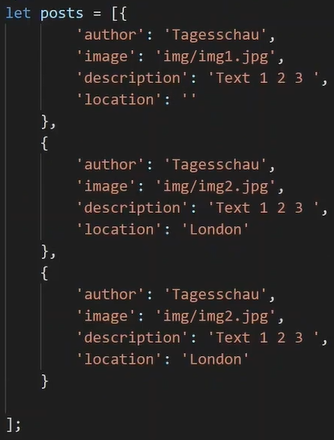 let posts = [{
'author': 'Tagesschau',
'image': 'img/img1.jpg',
'description': 'Text 1 2 3 ',
'location': ''
},
{
'author': 'Tagesschau',
'image': 'img/img2.jpg',
'description': 'Text 1 2 3 ',
'location': 'London'
},
{
'author': 'Tagesschau',
'image': 'img/img2.jpg',
'description': 'Text 1 2 3 ',
'location': 'London'
}
];